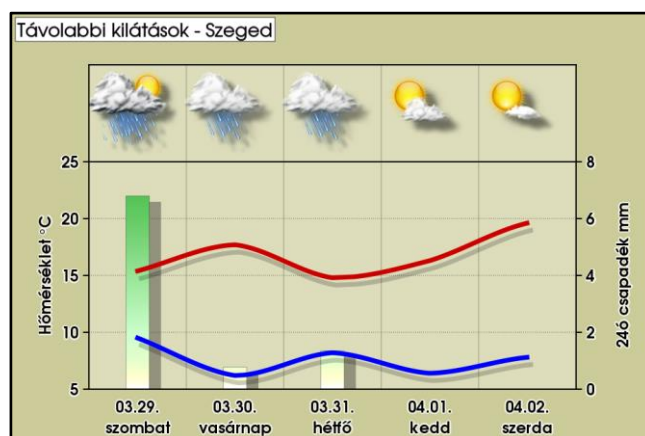 Távolabbi kilátások - Szeged
25
20
15
10
5
Hőmérséklet °C
8
6
4
2
0
24ó csapadék mm
03.29. 03.30. 03.31. 04.01. 04.02.
szombat vasárnap hétfő kedd szerda